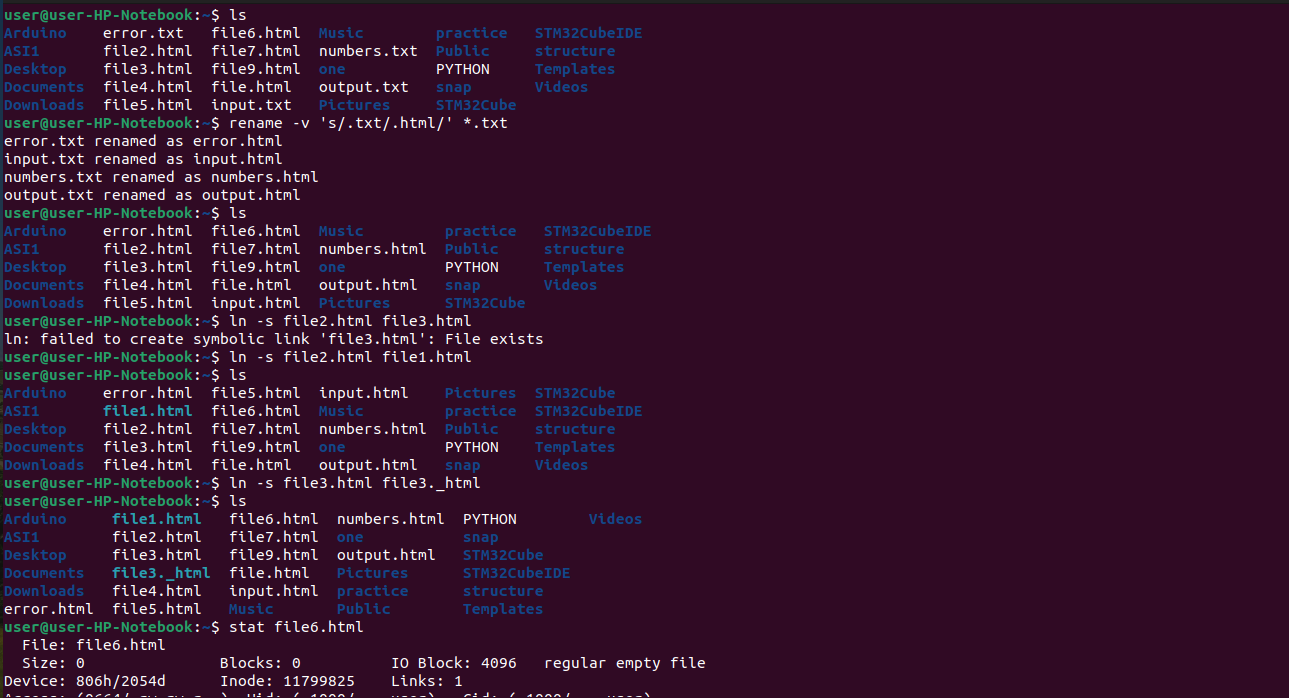 user@user-HP-Notebook:~$ ls
Arduino error.txt file6.html Music practice STM32CubeIDE
ASI1 file2.html file7.html numbers.txt Public structure
Desktop file3.html file9.html one PYTHON Templates
Documents file4.html file.html output.txt snap Videos
Downloads file5.html input.txt Pictures STM32Cube
user@user-HP-Notebook:~$ rename -v 's/.txt/.html/' *.txt
error.txt renamed as error.html
input.txt renamed as input.html
numbers.txt renamed as numbers.html
output.txt renamed as output.html
user@user-HP-Notebook:~$ ls
Arduino error.html file6.html Music practice STM32CubeIDE
ASI1 file2.html file7.html numbers.html Public structure
Desktop file3.html file9.html one PYTHON Templates
Documents file4.html file.html output.html snap Videos
Downloads file5.html input.html Pictures STM32Cube
user@user-HP-Notebook:~$ ln -s file2.html file3.html
ln: failed to create symbolic link 'file3.html': File exists
user@user-HP-Notebook:~$ ln -s file2.html file1.html
user@user-HP-Notebook:~$ ls
Arduino error.html file5.html input.html Pictures STM32Cube
ASI1 file1.html file6.html Music practice STM32CubeIDE
Desktop file2.html file7.html numbers.html Public structure
Documents file3.html file9.html one PYTHON Templates
Downloads file4.html file.html output.html snap Videos
user@user-HP-Notebook:~$ ln -s file3.html file3._html
user@user-HP-Notebook:~$ ls
Arduino file1.html file6.html numbers.html PYTHON Videos
ASI1 file2.html file7.html one snap
Desktop file3.html file9.html output.html STM32Cube
Documents file3._html file.html Pictures STM32CubeIDE
Downloads file4.html input.html practice structure
error.html file5.html Music Public Templates
user@user-HP-Notebook:~$ stat file6.html
File: file6.html
Size: 0 Blocks: 0 IO Block: 4096 regular empty file
Device: 806h/2054d Inode: 11799825 Links: 1